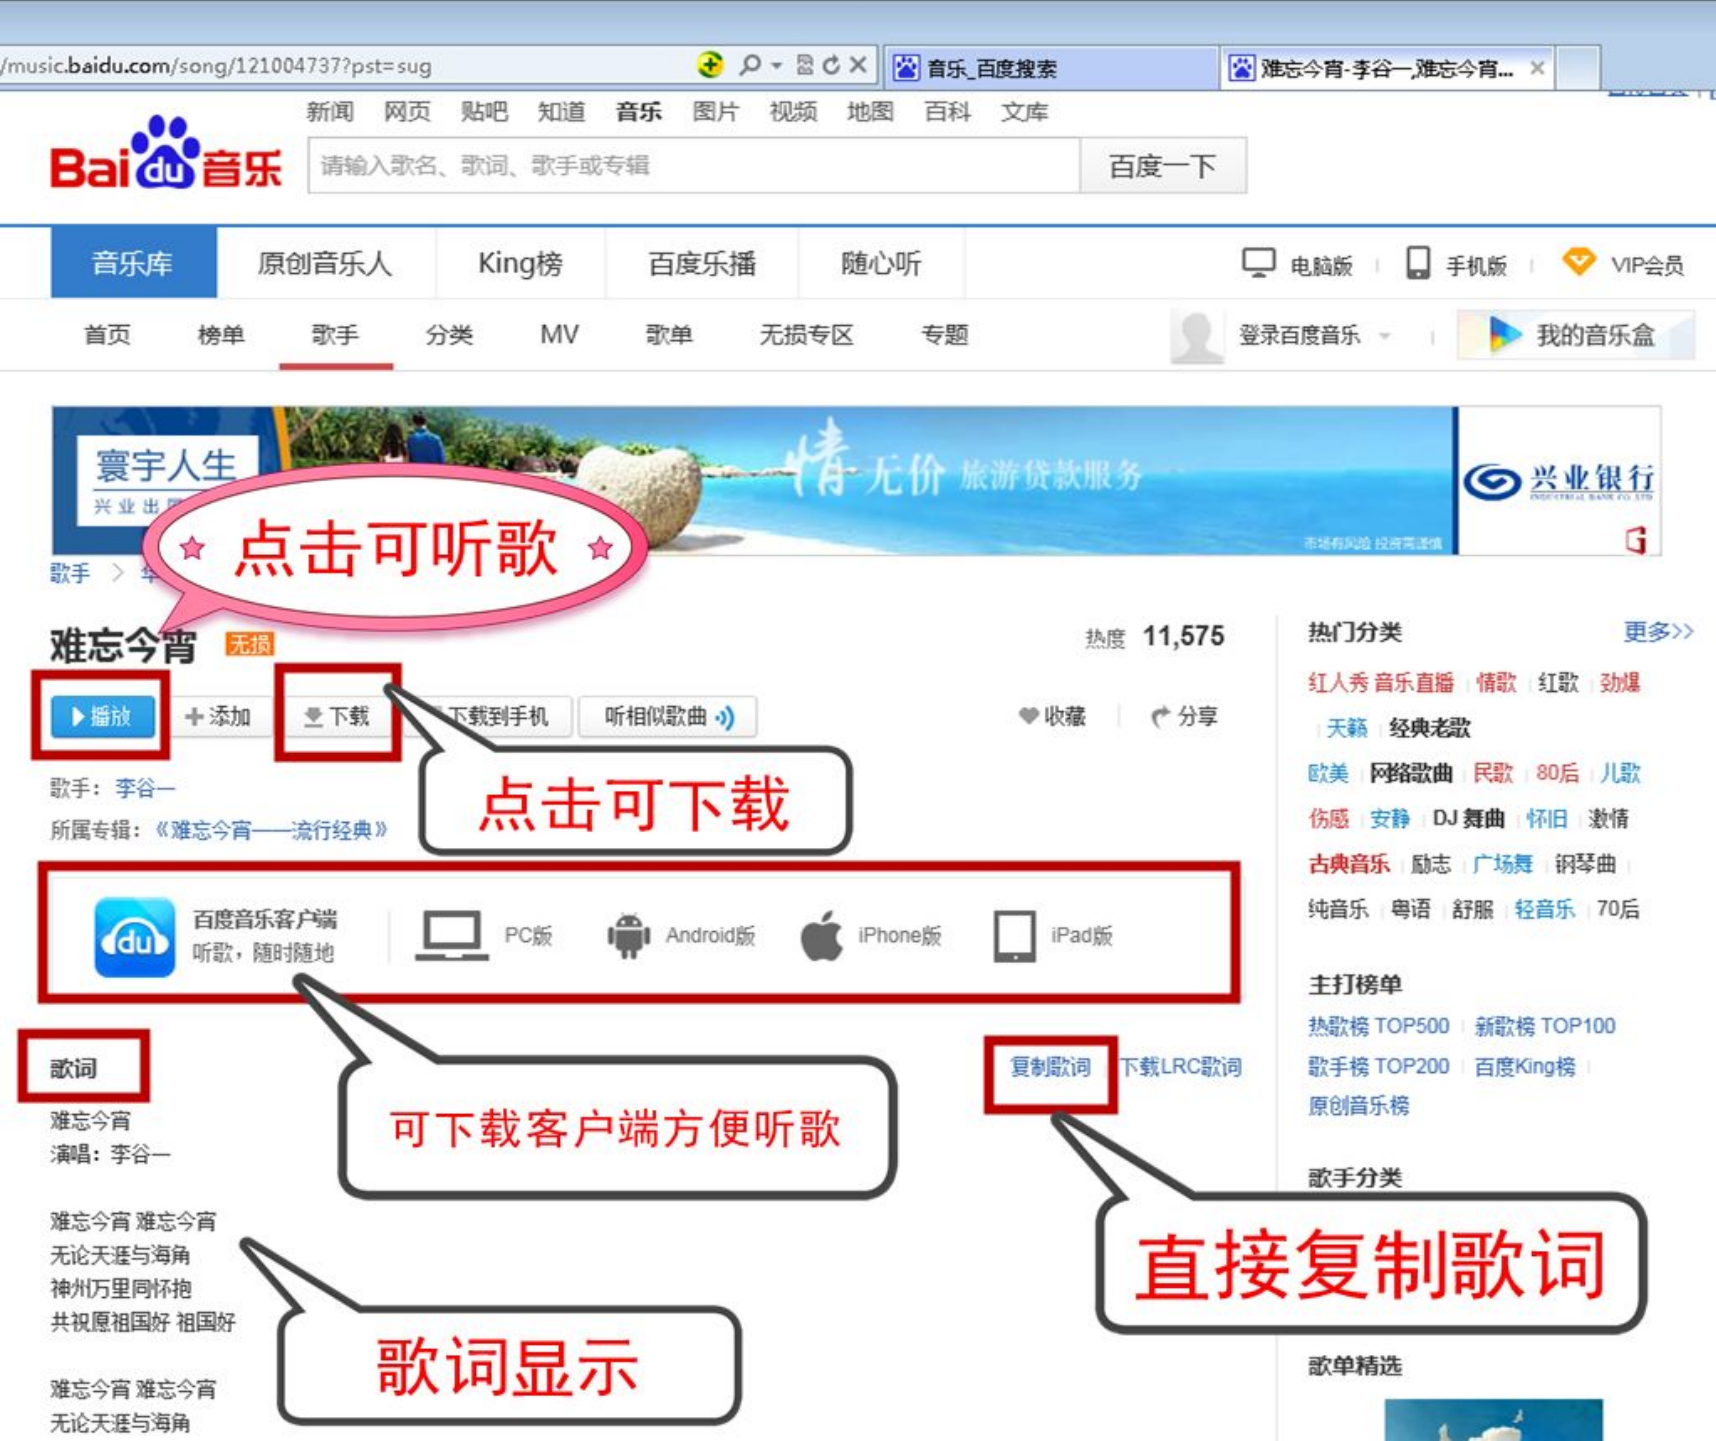 /music.baidu.com/song/121004737?pst=sug
音乐_百度搜索
难忘今宵-李谷一,难忘今宵...
新闻 网页 贴吧 知道 音乐 图片 视频 地图 百科 文库
Bai du 音乐
请输入歌名、歌词、歌手或专辑
百度一下
音乐库 原创音乐人 King榜 百度乐播 随心听
电脑版 手机版 VIP会员
首页 榜单 歌手 分类 MV 歌单 无损专区 专题
登录百度音乐 我的音乐盒
寰宇人生
兴业出
情无价 旅游贷款服务
兴业银行
INDUSTRIAL BANK CO.,LTD.
市场有风险 投资需谨慎
点击可听歌
歌手 > 华
难忘今宵 无损
热度 11,575
播放 添加 下载 下载到手机 听相似歌曲
收藏 分享
点击可下载
歌手：李谷一
所属专辑：《难忘今宵——流行经典》
du
百度音乐客户端
听歌，随时随地
PC版 Android版 iPhone版 iPad版
可下载客户端方便听歌
歌词
复制歌词 下载LRC歌词
直接复制歌词
难忘今宵
演唱：李谷一
难忘今宵 难忘今宵
无论天涯与海角
神州万里同怀抱
共祝愿祖国好 祖国好
歌词显示
难忘今宵 难忘今宵
无论天涯与海角
热门分类 更多>>
红人秀 音乐直播 情歌 红歌 劲爆
天籁 经典老歌
欧美 网络歌曲 民歌 80后 儿歌
伤感 安静 DJ 舞曲 怀旧 激情
古典音乐 励志 广场舞 钢琴曲
纯音乐 粤语 舒服 轻音乐 70后
主打榜单
热歌榜 TOP500 新歌榜 TOP100
歌手榜 TOP200 百度King榜
原创音乐榜
歌手分类
歌单精选